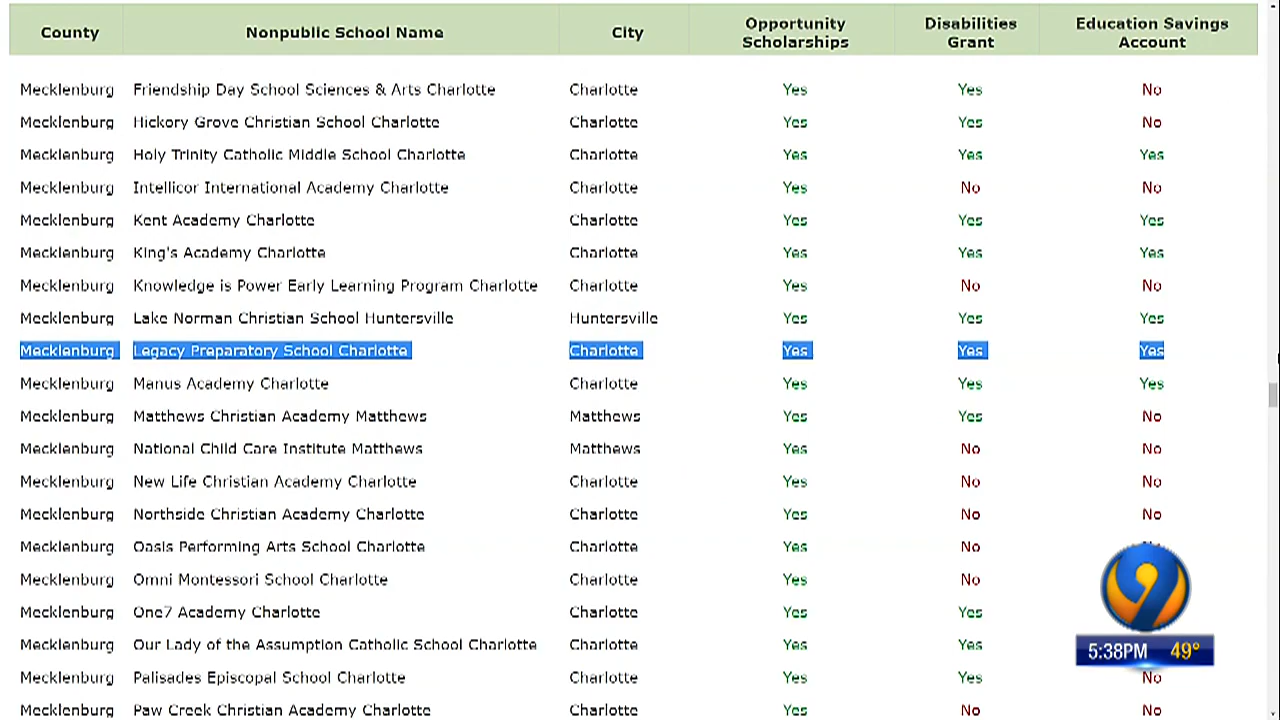 County Nonpublic School Name City Opportunity Scholarships Disabilities Grant Education Savings Account
Mecklenburg Friendship Day School Sciences & Arts Charlotte Charlotte Yes Yes No
Mecklenburg Hickory Grove Christian School Charlotte Charlotte Yes Yes No
Mecklenburg Holy Trinity Catholic Middle School Charlotte Charlotte Yes Yes Yes
Mecklenburg Intellicor International Academy Charlotte Charlotte Yes No No
Mecklenburg Kent Academy Charlotte Charlotte Yes Yes Yes
Mecklenburg King's Academy Charlotte Charlotte Yes Yes Yes
Mecklenburg Knowledge is Power Early Learning Program Charlotte Charlotte Yes No No
Mecklenburg Lake Norman Christian School Huntersville Huntersville Yes Yes Yes
Mecklenburg Legacy Preparatory School Charlotte Charlotte Yes Yes Yes
Mecklenburg Manus Academy Charlotte Charlotte Yes Yes Yes
Mecklenburg Matthews Christian Academy Matthews Matthews Yes Yes No
Mecklenburg National Child Care Institute Matthews Matthews Yes No No
Mecklenburg New Life Christian Academy Charlotte Charlotte Yes No No
Mecklenburg Northside Christian Academy Charlotte Charlotte Yes No No
Mecklenburg Oasis Performing Arts School Charlotte Charlotte Yes No
Mecklenburg Omni Montessori School Charlotte Charlotte Yes No
Mecklenburg One7 Academy Charlotte Charlotte Yes Yes
Mecklenburg Our Lady of the Assumption Catholic School Charlotte Charlotte Yes Yes
Mecklenburg Palisades Episcopal School Charlotte Charlotte Yes Yes No
Mecklenburg Paw Creek Christian Academy Charlotte Charlotte Yes No No
9
5:38PM 49°